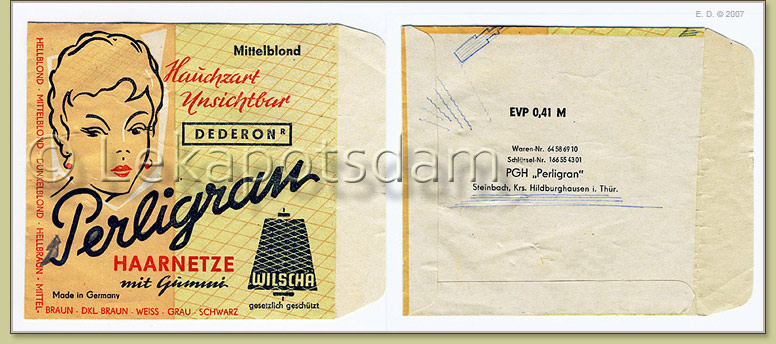 E. D. © 2007
Mittelblond
Hauchzart
Unsichtbar
DEDERON R
Perligran
HAARNETZE
mit Gummi
WILSCHA
gesetzlich geschützt
Made in Germany
HELLBLOND · MITTELBLOND · DUNKELBLOND · HELLBRAUN · MITTEL-
BRAUN · DKL. BRAUN · WEISS · GRAU · SCHWARZ
EVP 0,41 M
Waren-Nr. 64 58 69 10
Schlüssel-Nr. 166 55 4301
PGH „Perligran"
Steinbach, Krs. Hildburghausen i. Thür.
© Lekapotsdam